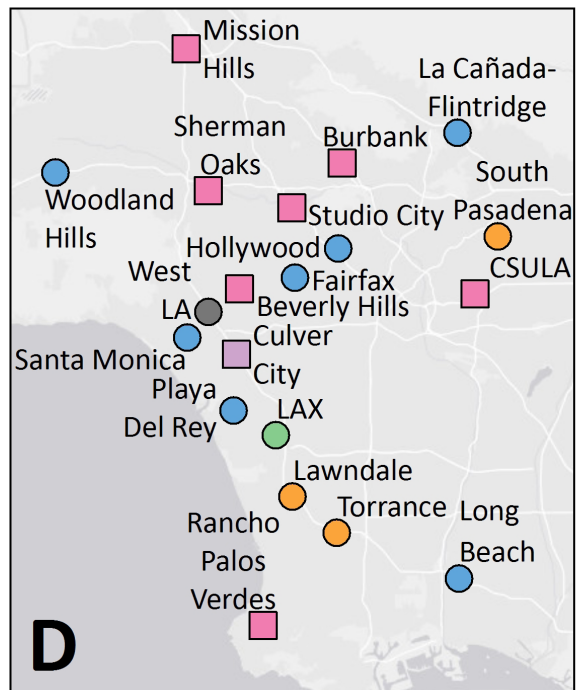 Mission
Hills
La Cañada-
Flintridge
Sherman
Oaks
Burbank
South
Pasadena
Woodland
Hills
Studio City
Hollywood
CSULA
West
LA
Fairfax
Beverly Hills
Santa Monica
Culver
City
Playa
Del Rey
LAX
Lawndale
Torrance
Long
Beach
Rancho
Palos
Verdes
D